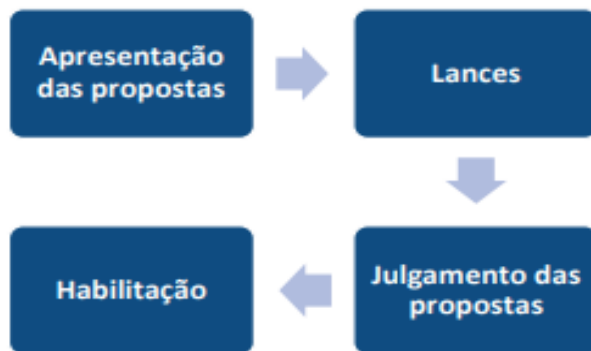 Apresentação
das propostas
Lances
Julgamento das
propostas
Habilitação